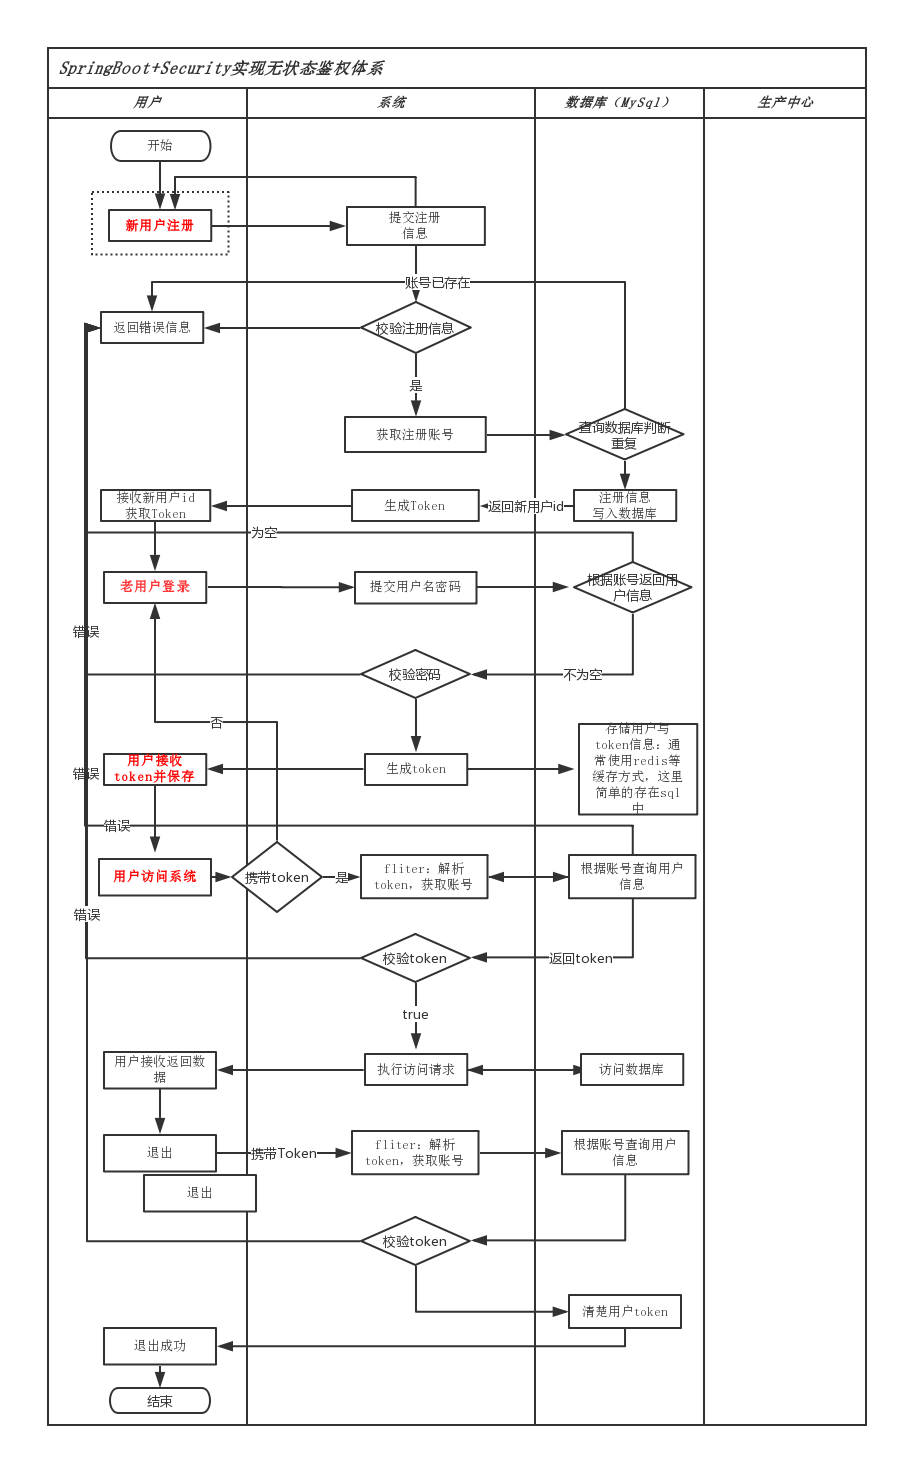 SpringBoot+Security实现无状态鉴权体系
用户
系统
数据库（MySql）
生产中心
开始
新用户注册
提交注册
信息
账号已存在
返回错误信息
校验注册信息
是
获取注册账号
查询数据库判断
重复
接收新用户id
获取Token
生成Token
返回新用户id
注册信息
写入数据库
为空
老用户登录
提交用户名密码
根据账号返回用
户信息
错误
校验密码
不为空
否
用户接收
token并保存
错误
生成token
存储用户与
token信息：通
常使用redis等
缓存方式，这里
简单的存在sql
中
错误
用户访问系统
携带token
是
fliter：解析
token，获取账号
根据账号查询用户
信息
错误
校验token
返回token
true
用户接收返回数
据
执行访问请求
访问数据库
退出
携带Token
fliter：解析
token，获取账号
根据账号查询用户
信息
退出
校验token
清楚用户token
退出成功
结束